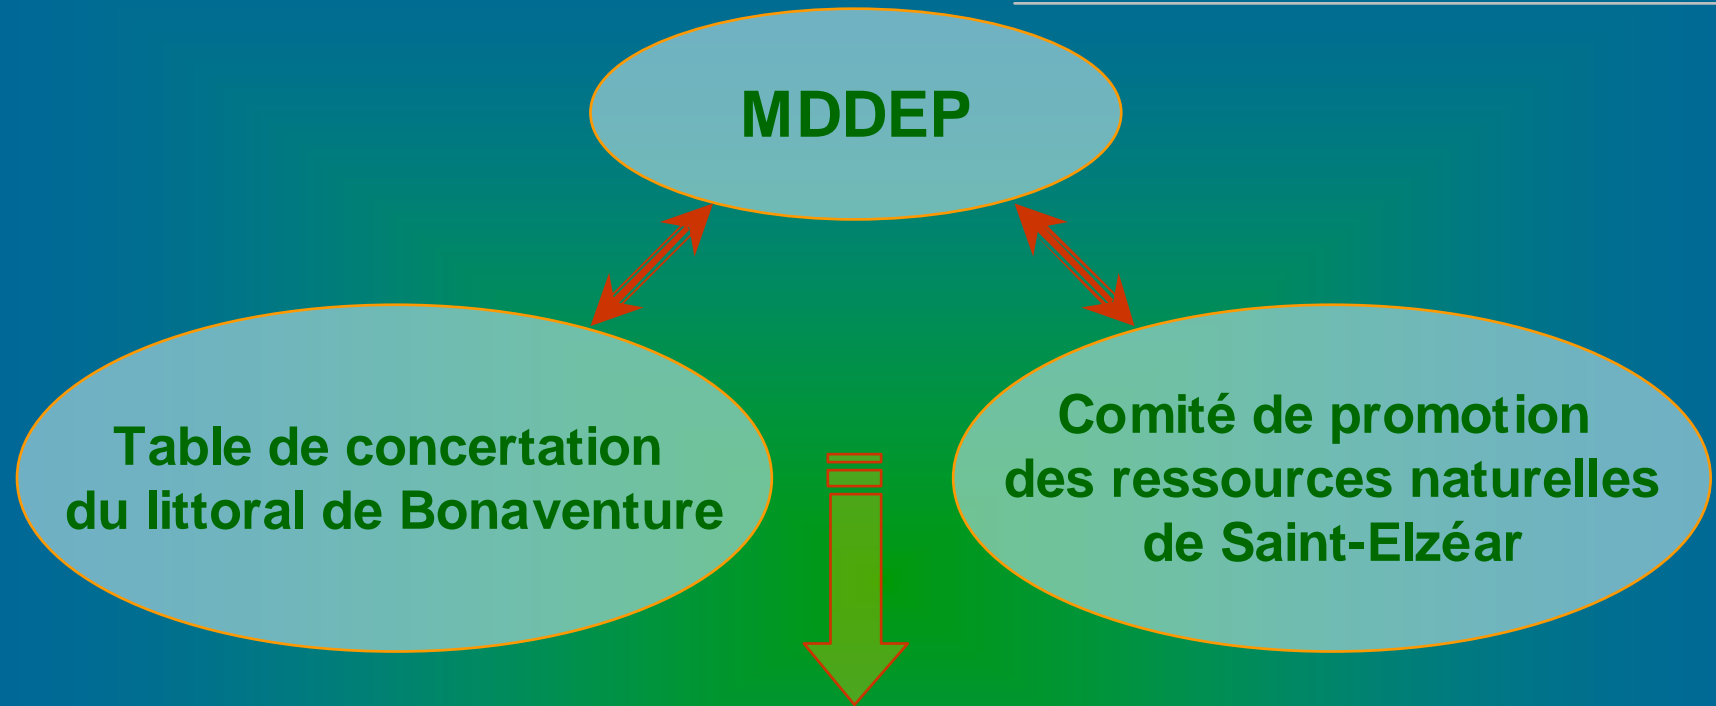 MDDEP
Table de concertation
du littoral de Bonaventure
Comité de promotion
des ressources naturelles
de Saint-Elzéar